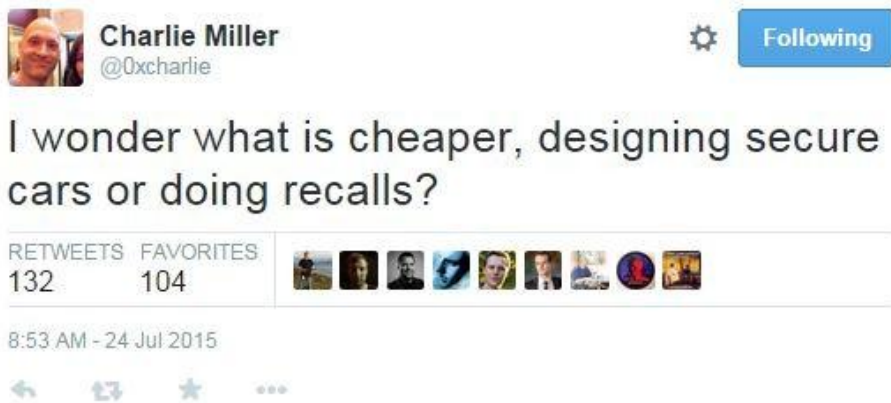 Charlie Miller
@0xcharlie
Following
I wonder what is cheaper, designing secure
cars or doing recalls?
RETWEETS FAVORITES
132 104
8:53 AM - 24 Jul 2015